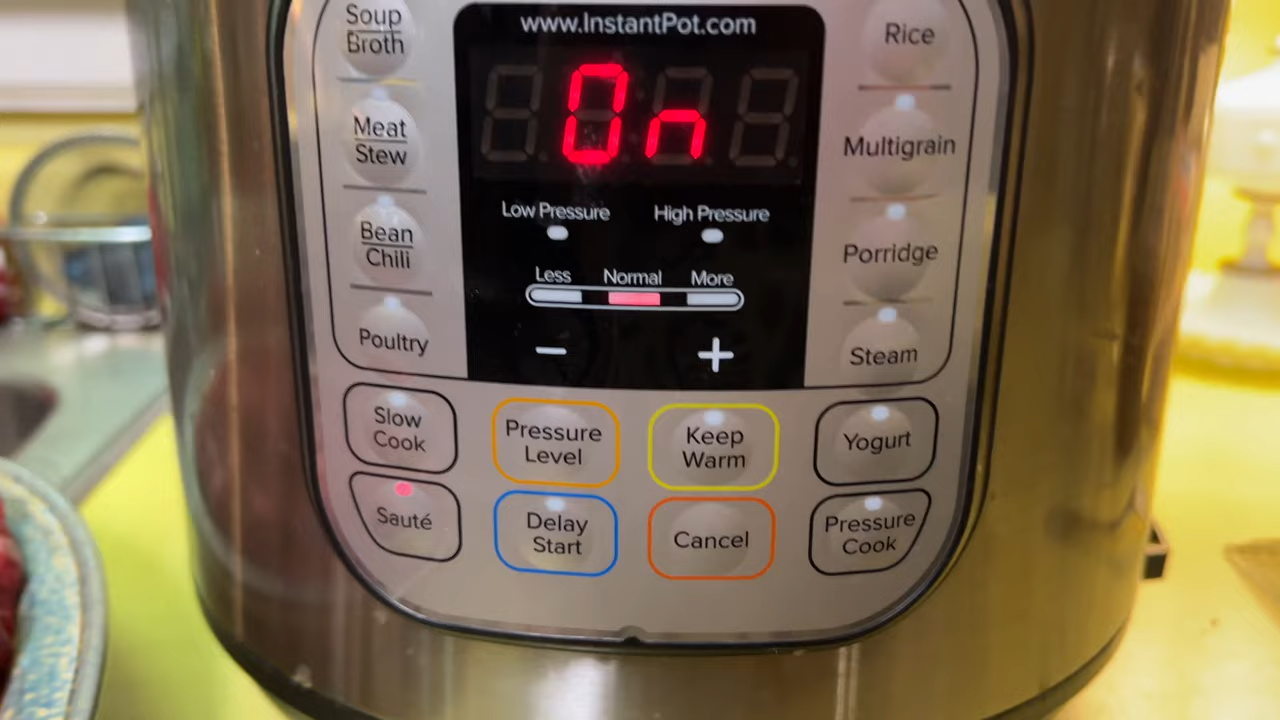 www.InstantPot.com
On
Soup
Broth
Meat
Stew
Bean
Chili
Poultry
Low Pressure
High Pressure
Less
Normal
More
−
+
Rice
Multigrain
Porridge
Steam
Slow
Cook
Pressure
Level
Keep
Warm
Yogurt
Sauté
Delay
Start
Cancel
Pressure
Cook